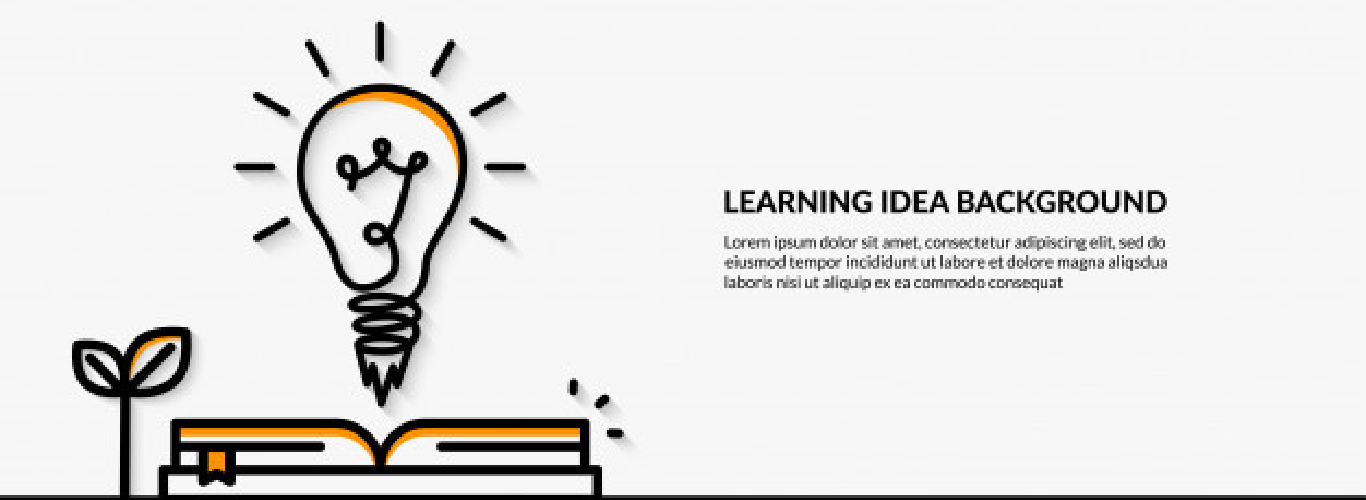 LEARNING IDEA BACKGROUND
Lorem ipsum dolor sit amet, consectetur adipiscing elit, sed do
eiusmod tempor incididunt ut labore et dolore magna aliqsdua
laboris nisi ut aliquip ex ea commodo consequat